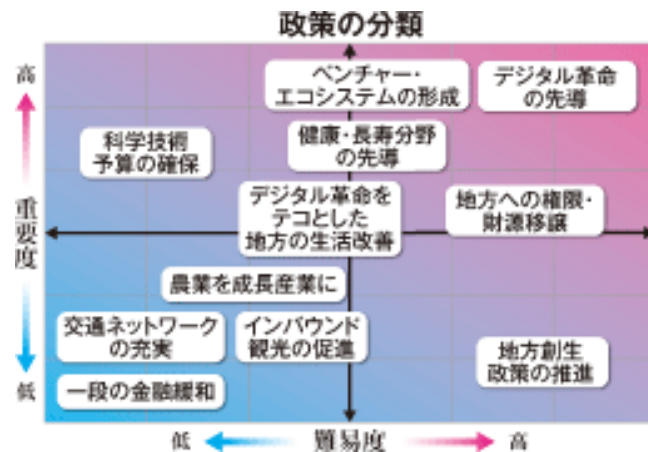 政策の分類
高
重要度
低
ベンチャー・
エコシステムの形成
デジタル革命
の先導
科学技術
予算の確保
健康・長寿分野
の先導
デジタル革命を
テコとした
地方の生活改善
地方への権限・
財源移譲
農業を成長産業に
交通ネットワーク
の充実
インバウンド
観光の促進
地方創生
政策の推進
一段の金融緩和
低
難易度
高